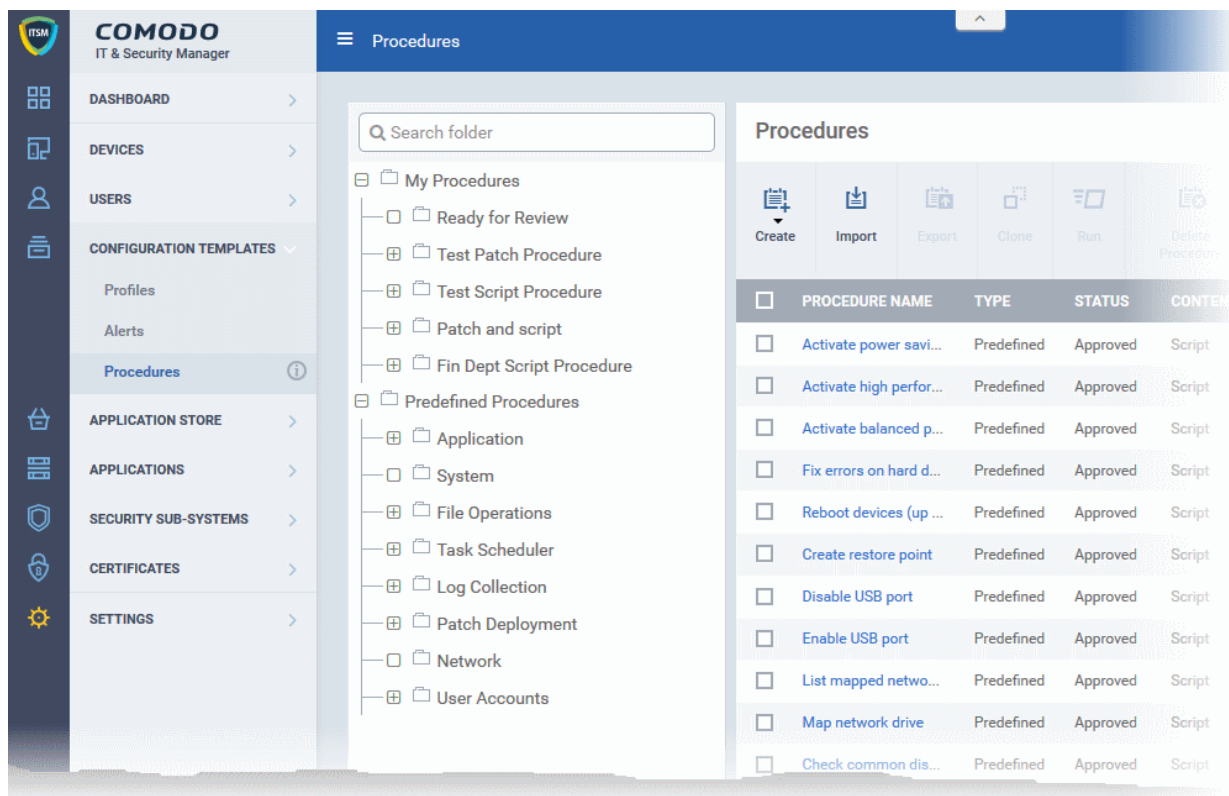 ITSM
COMODO
IT & Security Manager
Procedures
DASHBOARD
DEVICES
USERS
CONFIGURATION TEMPLATES
Profiles
Alerts
Procedures
APPLICATION STORE
APPLICATIONS
SECURITY SUB-SYSTEMS
CERTIFICATES
SETTINGS
Search folder
My Procedures
Ready for Review
Test Patch Procedure
Test Script Procedure
Patch and script
Fin Dept Script Procedure
Predefined Procedures
Application
System
File Operations
Task Scheduler
Log Collection
Patch Deployment
Network
User Accounts
Procedures
Create Import Export Clone Run Delete
Procedur
PROCEDURE NAME TYPE STATUS CONTEN
Activate power savi... Predefined Approved Script
Activate high perfor... Predefined Approved Script
Activate balanced p... Predefined Approved Script
Fix errors on hard d... Predefined Approved Script
Reboot devices (up ... Predefined Approved Script
Create restore point Predefined Approved Script
Disable USB port Predefined Approved Script
Enable USB port Predefined Approved Script
List mapped netwo... Predefined Approved Script
Map network drive Predefined Approved Script
Check common dis... Predefined Approved Script